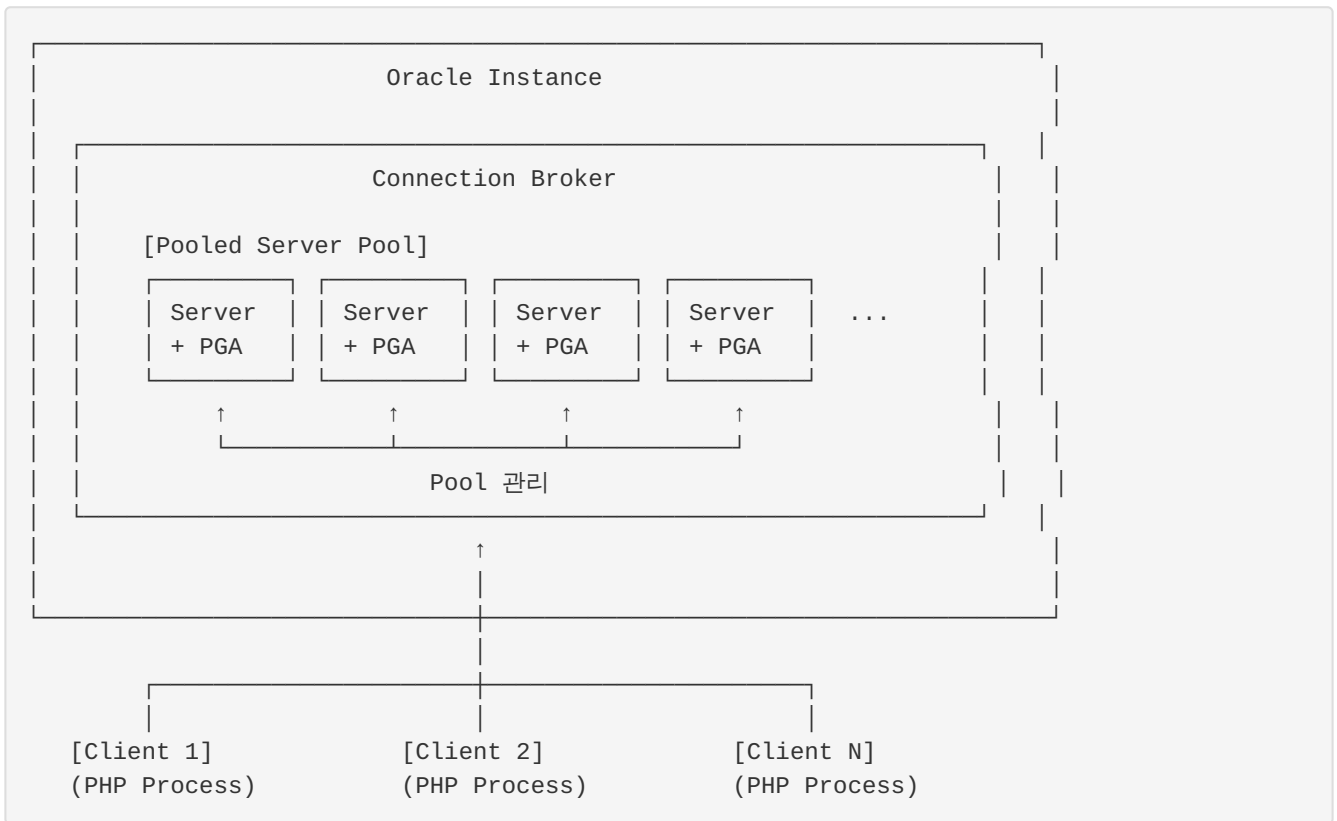 Oracle Instance
Connection Broker
[Pooled Server Pool]
Server Server Server Server ...
+ PGA + PGA + PGA + PGA
↑ ↑ ↑ ↑
Pool 관리
↑
[Client 1] [Client 2] [Client N]
(PHP Process) (PHP Process) (PHP Process)